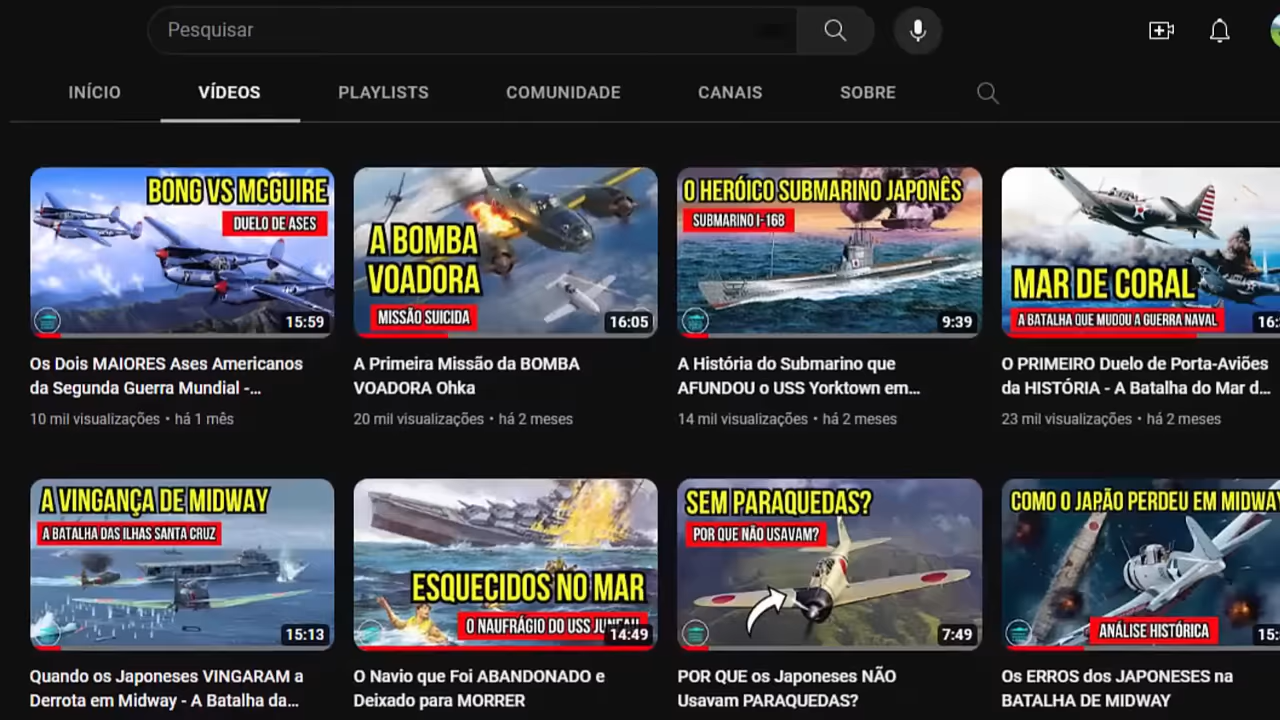 Pesquisar
INÍCIO
VÍDEOS
PLAYLISTS
COMUNIDADE
CANAIS
SOBRE
BONG VS MCGUIRE
DUELO DE ASES
15:59
A BOMBA
VOADORA
MISSÃO SUICIDA
16:05
O HERÓICO SUBMARINO JAPONÊS
SUBMARINO I-168
9:39
MAR DE CORAL
A BATALHA QUE MUDOU A GUERRA NAVAL
16:
Os Dois MAIORES Ases Americanos
da Segunda Guerra Mundial -...
10 mil visualizações • há 1 mês
A Primeira Missão da BOMBA
VOADORA Ohka
20 mil visualizações • há 2 meses
A História do Submarino que
AFUNDOU o USS Yorktown em...
14 mil visualizações • há 2 meses
O PRIMEIRO Duelo de Porta-Aviões
da HISTÓRIA - A Batalha do Mar d...
23 mil visualizações • há 2 meses
A VINGANÇA DE MIDWAY
A BATALHA DAS ILHAS SANTA CRUZ
15:13
ESQUECIDOS NO MAR
O NAUFRÁGIO DO USS JUNEAU
14:49
SEM PARAQUEDAS?
POR QUE NÃO USAVAM?
7:49
COMO O JAPÃO PERDEU EM MIDWAY
ANÁLISE HISTÓRICA
15:
Quando os Japoneses VINGARAM a
Derrota em Midway - A Batalha da...
O Navio que Foi ABANDONADO e
Deixado para MORRER
POR QUE os Japoneses NÃO
Usavam PARAQUEDAS?
Os ERROS dos JAPONESES na
BATALHA DE MIDWAY